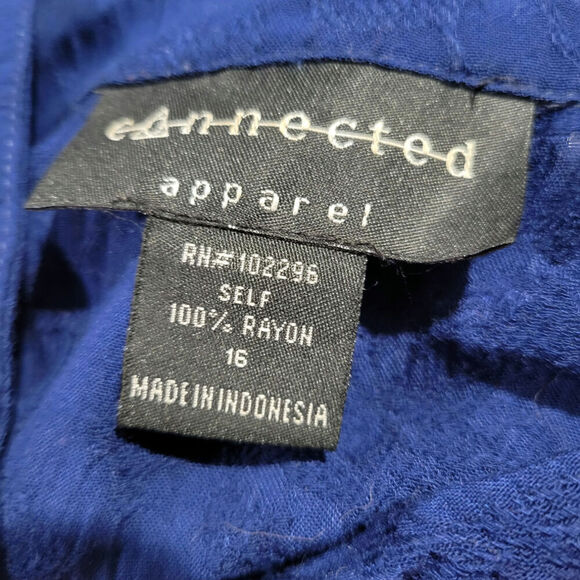 connected
apparel
RN#102296
SELF
100% RAYON
16
MADE IN INDONESIA